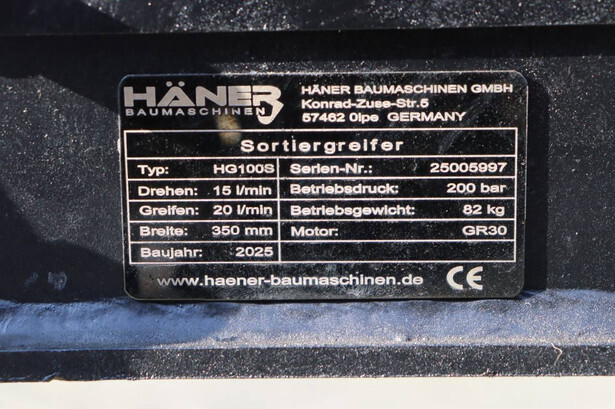 HÄNER
BAUMASCHINEN
HÄNER BAUMASCHINEN GMBH
Konrad-Zuse-Str.5
57462 Olpe GERMANY
Sortiergreifer
Typ: HG100S Serien-Nr.: 25005997
Drehen: 15 l/min Betriebsdruck: 200 bar
Greifen: 20 l/min Betriebsgewicht: 82 kg
Breite: 350 mm Motor: GR30
Baujahr: 2025
www.haener-baumaschinen.de CE